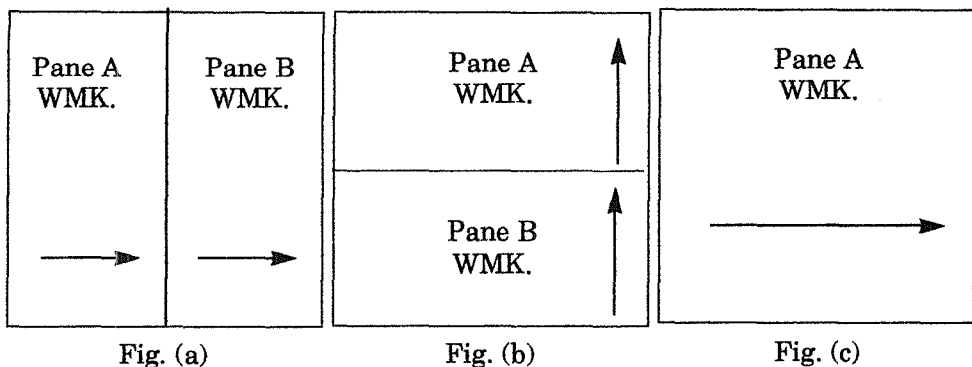 Pane A
WMK.
Pane B
WMK.
Fig. (a)
Pane A
WMK.
Pane B
WMK.
Fig. (b)
Pane A
WMK.
Fig. (c)